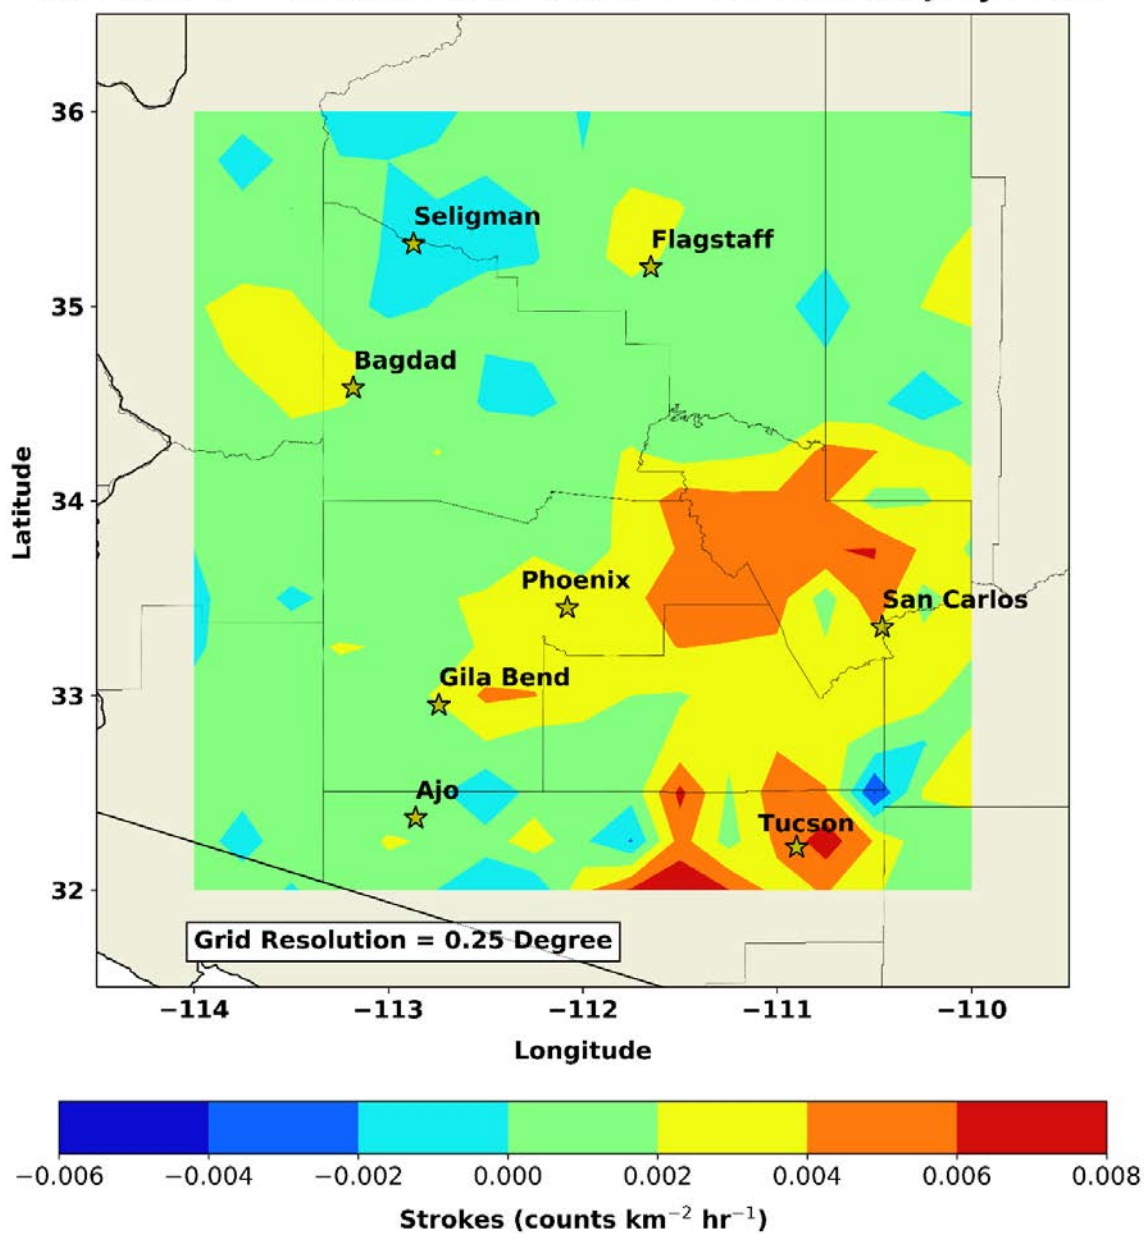 36
Seligman
Flagstaff
35
Bagdad
34
Phoenix
San Carlos
33
Gila Bend
Ajo
Tucson
32
Latitude
Grid Resolution = 0.25 Degree
−114 −113 −112 −111 −110
Longitude
−0.006 −0.004 −0.002 0.000 0.002 0.004 0.006 0.008
Strokes (counts km⁻² hr⁻¹)